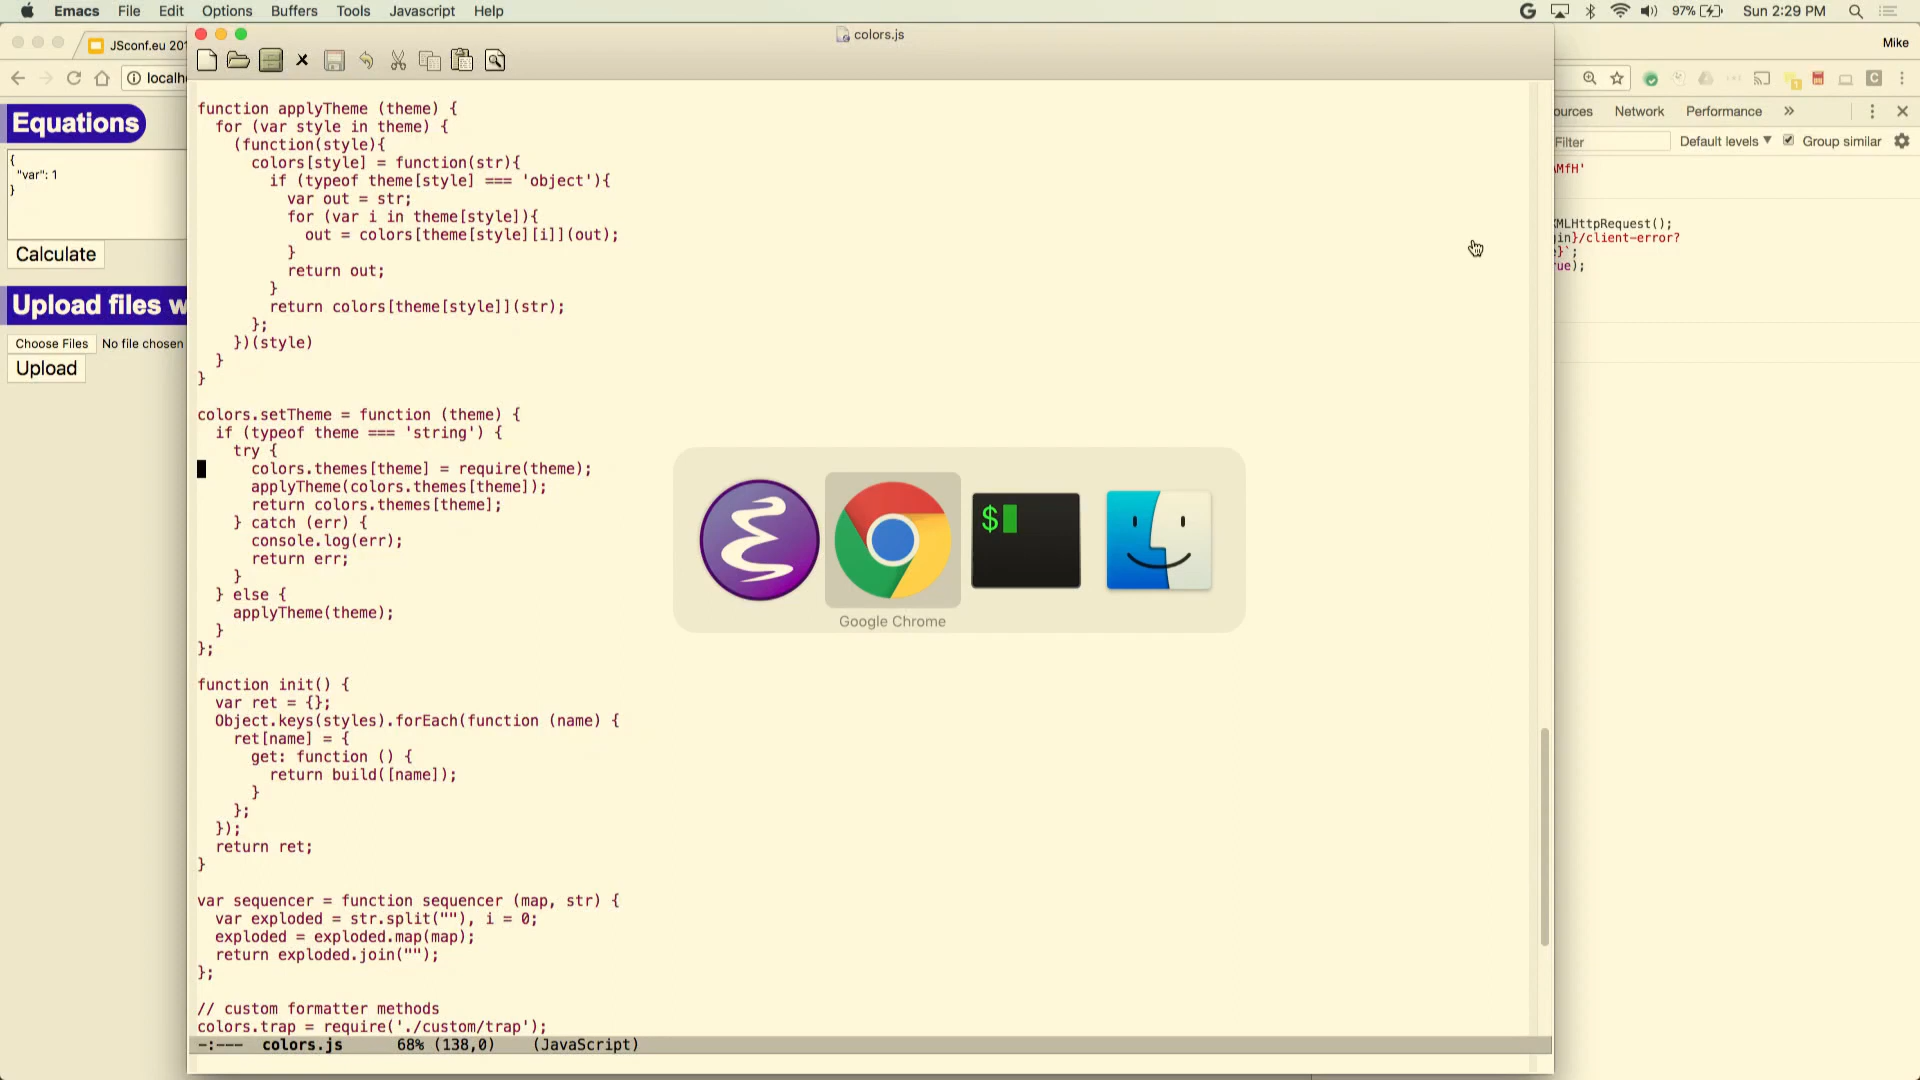 Emacs File Edit Options Buffers Tools Javascript Help
97% Sun 2:29 PM
colors.js
JSconf.eu 201
Mike
localh
Equations
{
"var": 1
}
Calculate
Upload files w
Choose Files No file chosen
Upload
function applyTheme (theme) {
  for (var style in theme) {
    (function(style){
      colors[style] = function(str){
        if (typeof theme[style] === 'object'){
          var out = str;
          for (var i in theme[style]){
            out = colors[theme[style][i]](out);
          }
          return out;
        }
        return colors[theme[style]](str);
      };
    })(style)
  }
}
colors.setTheme = function (theme) {
  if (typeof theme === 'string') {
    try {
      colors.themes[theme] = require(theme);
      applyTheme(colors.themes[theme]);
      return colors.themes[theme];
    } catch (err) {
      console.log(err);
      return err;
    }
  } else {
    applyTheme(theme);
  }
};
function init() {
  var ret = {};
  Object.keys(styles).forEach(function (name) {
    ret[name] = {
      get: function () {
        return build([name]);
      }
    };
  });
  return ret;
}
var sequencer = function sequencer (map, str) {
  var exploded = str.split(""), i = 0;
  exploded = exploded.map(map);
  return exploded.join("");
};
// custom formatter methods
colors.trap = require('./custom/trap');
-:--- colors.js 68% (138,0) (JavaScript)
$
Google Chrome
ources Network Performance »
Filter Default levels Group similar
MfH'
MLHttpRequest();
in}/client-error?
}`;
ue);